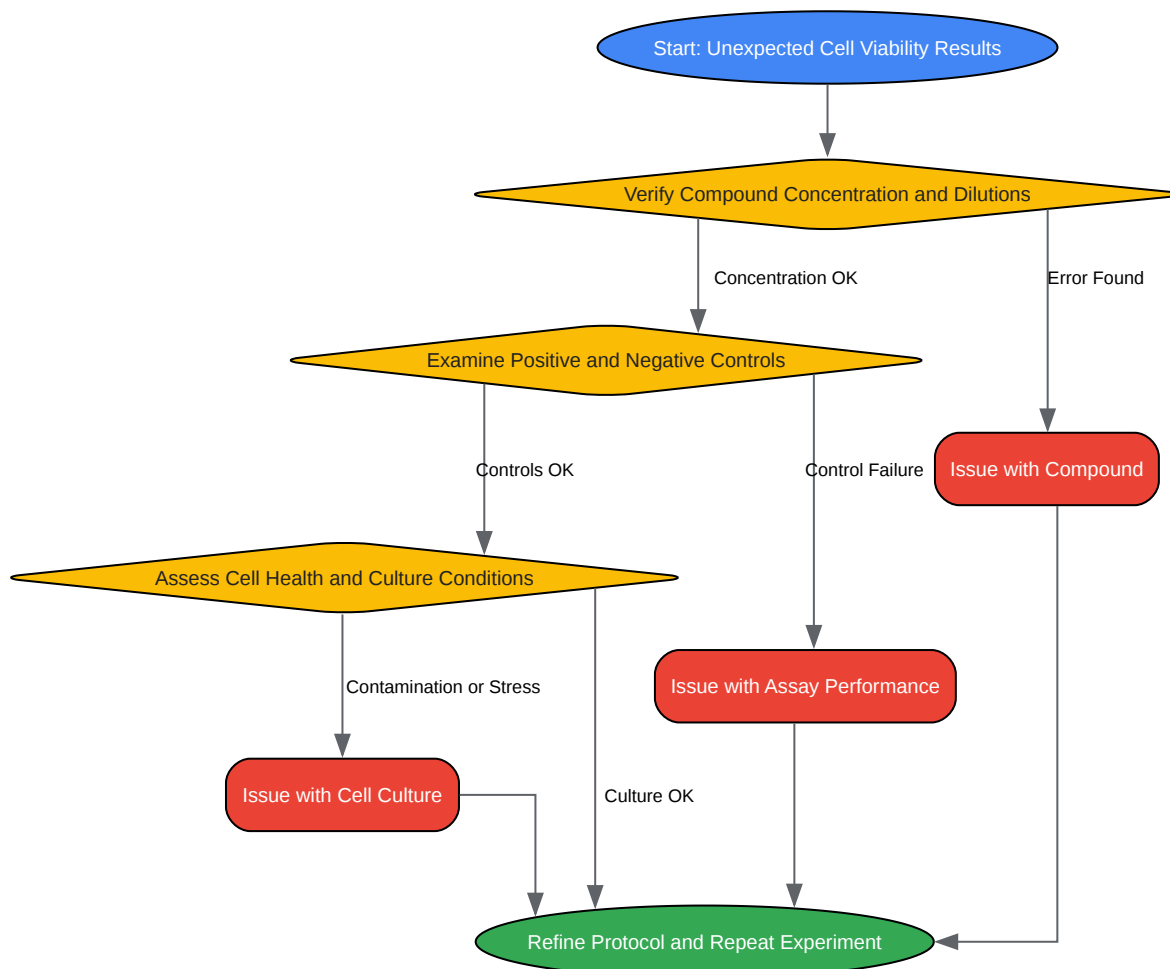 Start: Unexpected Cell Viability Results
Verify Compound Concentration and Dilutions
Concentration OK
Error Found
Examine Positive and Negative Controls
Controls OK
Control Failure
Issue with Compound
Assess Cell Health and Culture Conditions
Contamination or Stress
Issue with Assay Performance
Issue with Cell Culture
Culture OK
Refine Protocol and Repeat Experiment